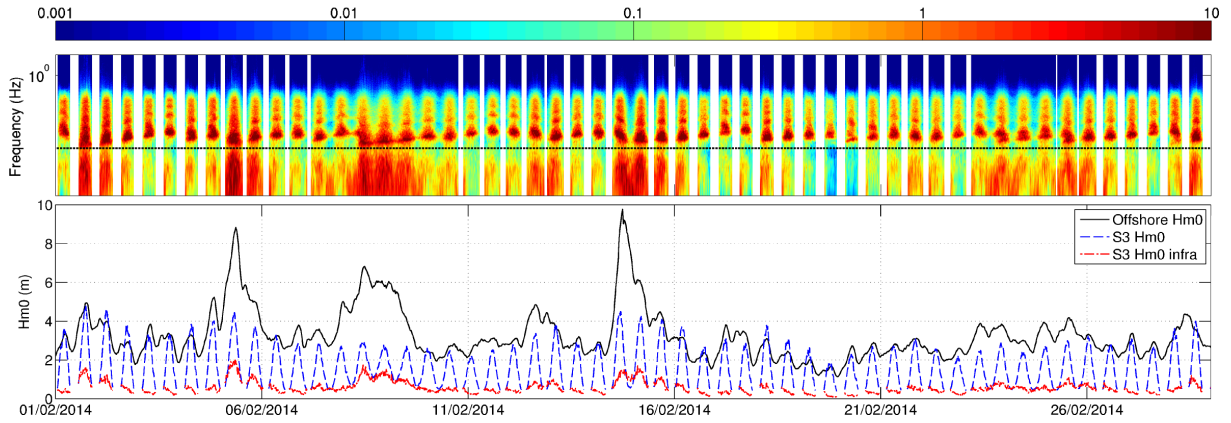 0.001 0.01 0.1 1 10
10⁰
Frequency (Hz)
10
8
6
4
2
0
Hm0 (m)
Offshore Hm0
S3 Hm0
S3 Hm0 infra
01/02/2014 06/02/2014 11/02/2014 16/02/2014 21/02/2014 26/02/2014